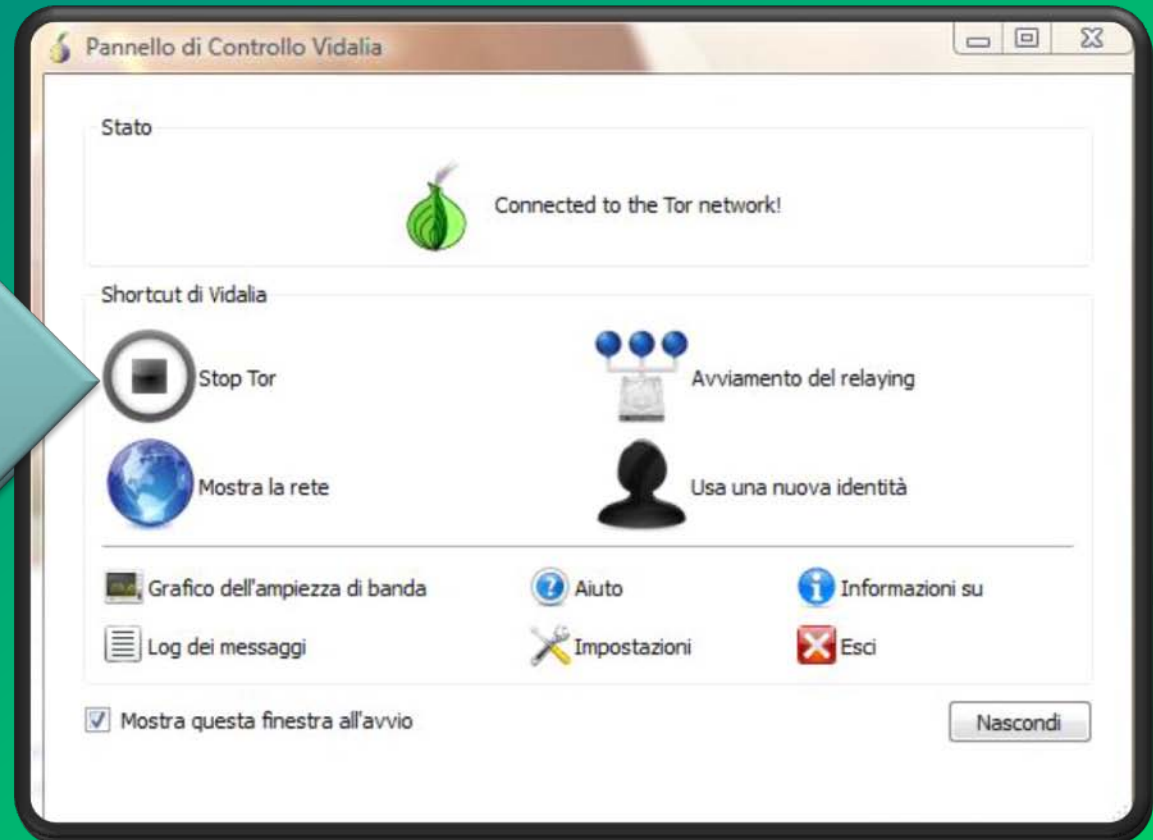 Pannello di Controllo Vidalia
Stato
Connected to the Tor network!
Shortcut di Vidalia
Stop Tor
Avviamento del relaying
Mostra la rete
Usa una nuova identità
Grafico dell'ampiezza di banda
Aiuto
Informazioni su
Log dei messaggi
Impostazioni
Esci
Mostra questa finestra all'avvio
Nascondi